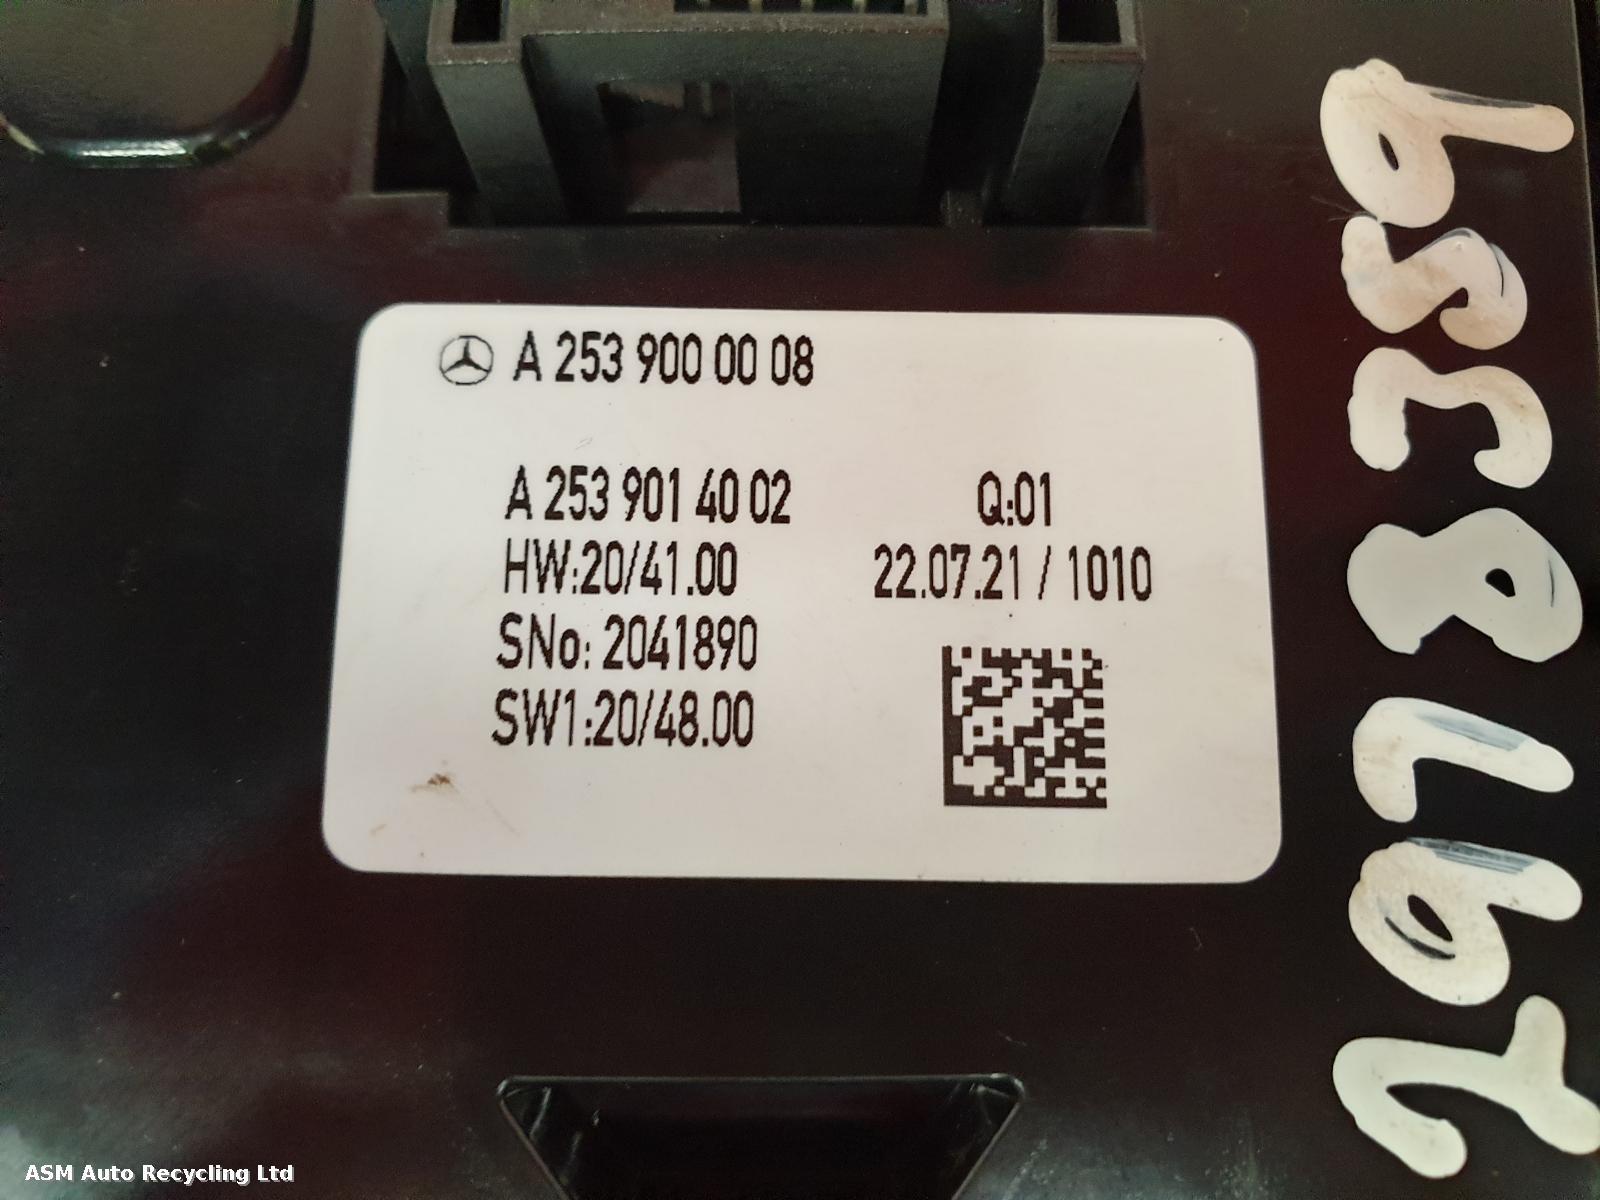 A 253 900 00 08
A 253 901 40 02 Q:01
HW:20/41.00 22.07.21 / 1010
SNo: 2041890
SW1:20/48.00
2978339
ASM Auto Recycling Ltd